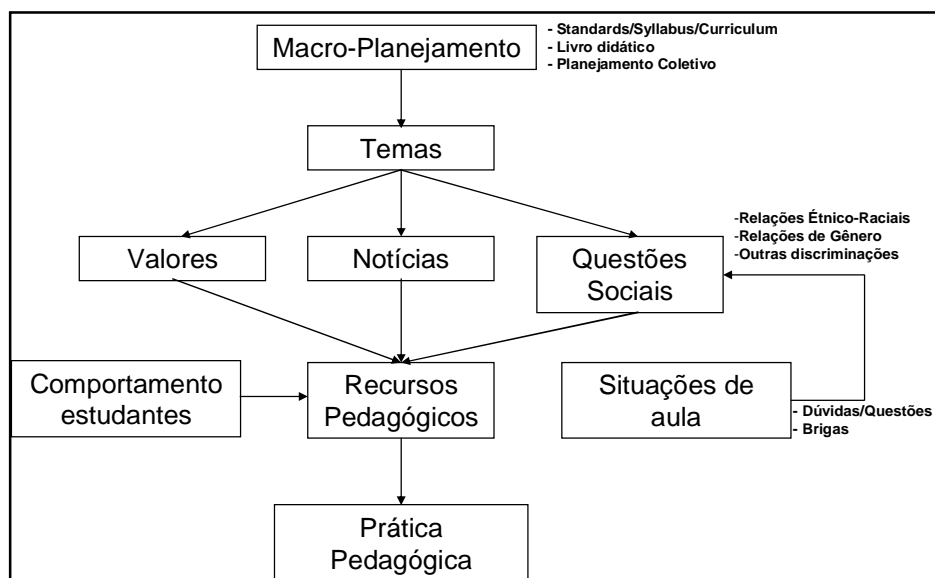 Macro-Planejamento
- Standards/Syllabus/Curriculum
- Livro didático
- Planejamento Coletivo
Temas
Valores
Notícias
Questões
Sociais
-Relações Étnico-Raciais
-Relações de Gênero
-Outras discriminações
Comportamento
estudantes
Recursos
Pedagógicos
Situações de
aula
- Dúvidas/Questões
- Brigas
Prática
Pedagógica